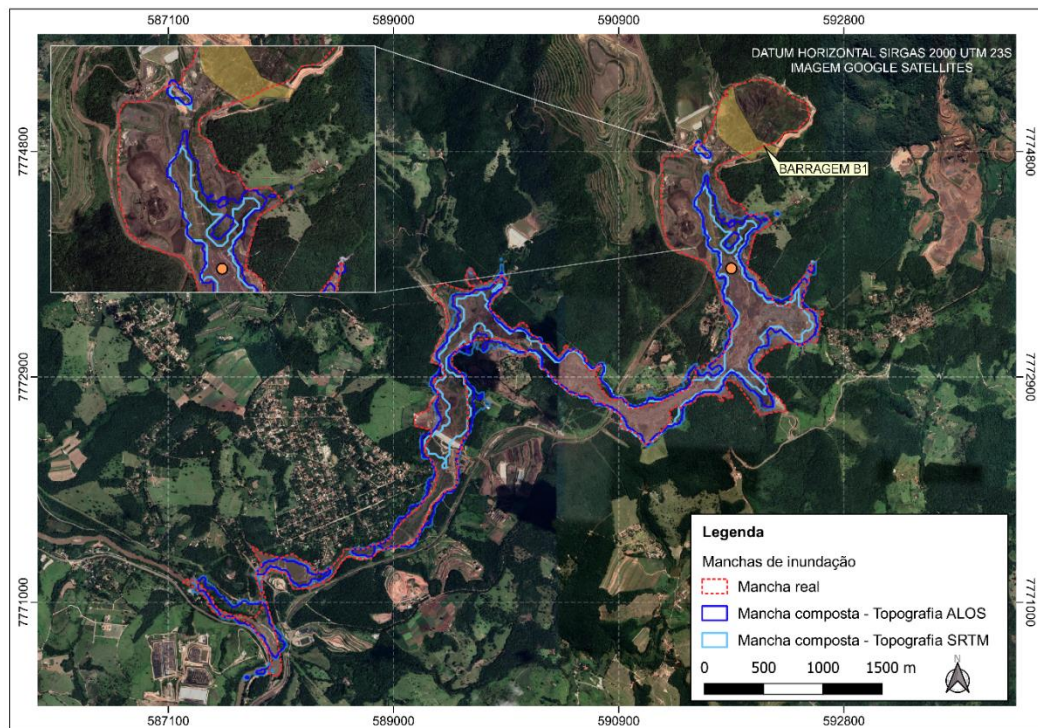 587100 589000 590900 592800
DATUM HORIZONTAL SIRGAS 2000 UTM 23S
IMAGEM GOOGLE SATELLITES
7774800 7774800
BARRAGEM B1
7772900 7772900
Legenda
Manchas de inundação
Mancha real
7771000 7771000
Mancha composta - Topografia ALOS
Mancha composta - Topografia SRTM
0 500 1000 1500 m
N
587100 589000 590900 592800